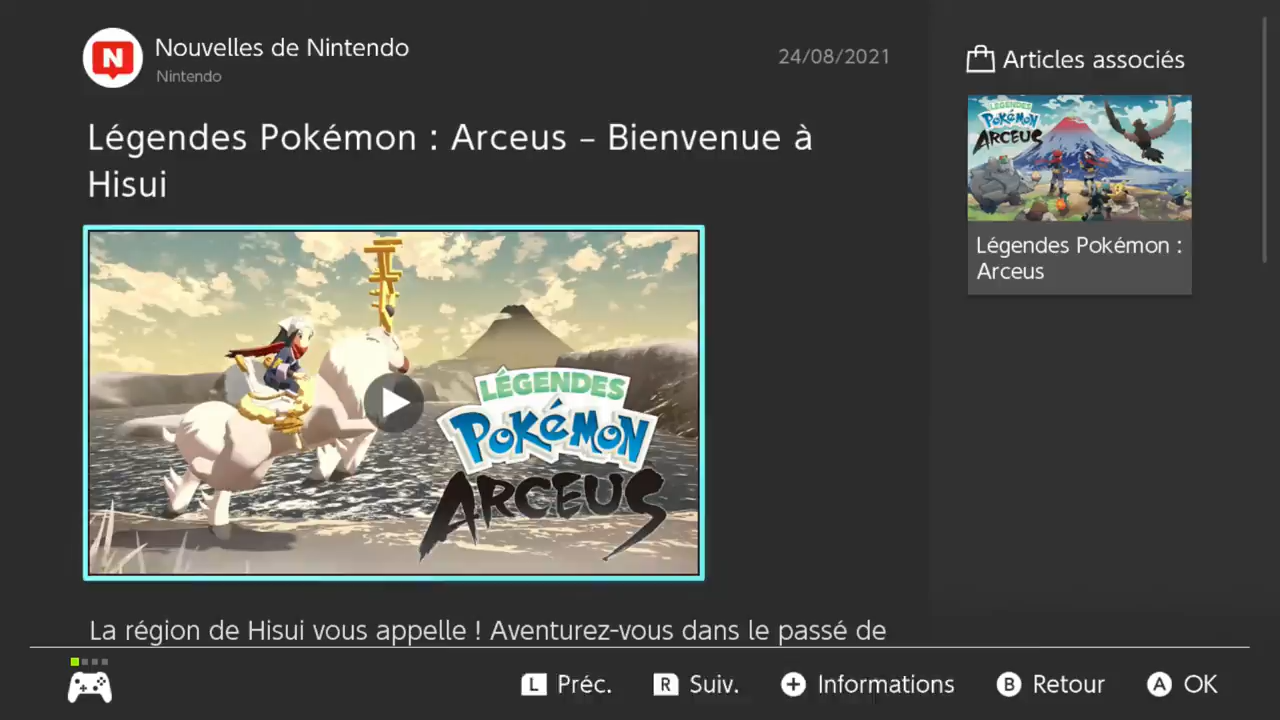 Nouvelles de Nintendo
Nintendo
24/08/2021
Légendes Pokémon : Arceus – Bienvenue à
Hisui
LÉGENDES
POKéMON
ARCEUS
La région de Hisui vous appelle ! Aventurez-vous dans le passé de
Articles associés
LÉGENDES
POKéMON
ARCEUS
Légendes Pokémon :
Arceus
L Préc.
R Suiv.
+ Informations
B Retour
A OK